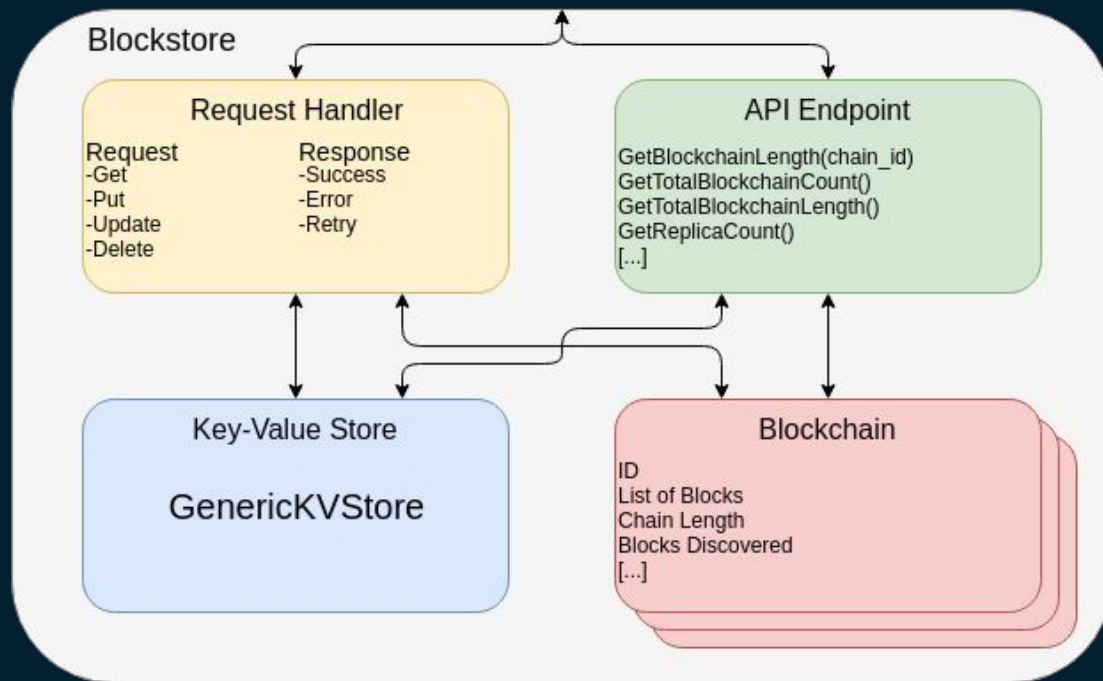 Blockstore
Request Handler
Request
-Get
-Put
-Update
-Delete
Response
-Success
-Error
-Retry
API Endpoint
GetBlockchainLength(chain_id)
GetTotalBlockchainCount()
GetTotalBlockchainLength()
GetReplicaCount()
[...]
Key-Value Store
GenericKVStore
Blockchain
ID
List of Blocks
Chain Length
Blocks Discovered
[...]